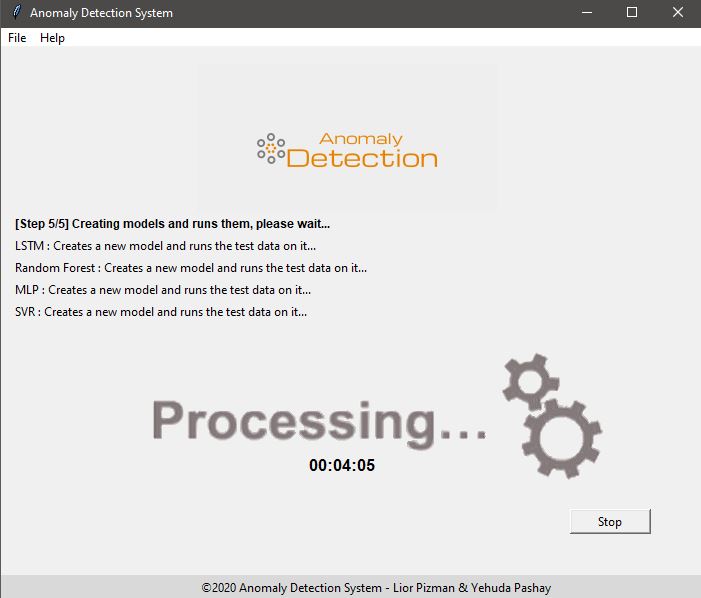 Anomaly Detection System
File Help
Anomaly
Detection
[Step 5/5] Creating models and runs them, please wait...
LSTM : Creates a new model and runs the test data on it...
Random Forest : Creates a new model and runs the test data on it...
MLP : Creates a new model and runs the test data on it...
SVR : Creates a new model and runs the test data on it...
Processing...
00:04:05
Stop
©2020 Anomaly Detection System - Lior Pizman & Yehuda Pashay